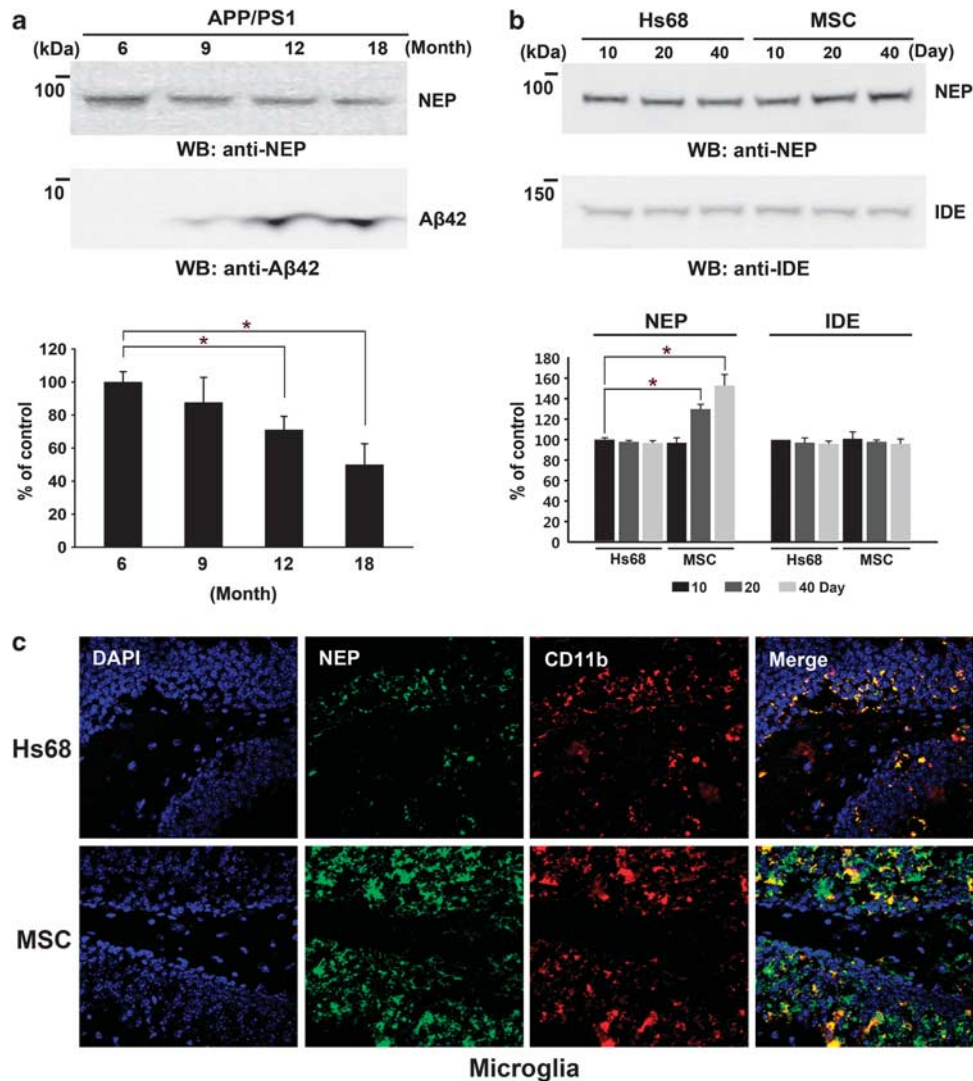 a
APP/PS1
(kDa) 6 9 12 18 (Month)
100
NEP
WB: anti-NEP
10
Aβ42
WB: anti-Aβ42
% of control
120
100
80
60
40
20
0
* *
6 9 12 18
(Month)
b
Hs68 MSC
(kDa) 10 20 40 10 20 40 (Day)
100
NEP
WB: anti-NEP
150
IDE
WB: anti-IDE
NEP IDE
% of control
180
160
140
120
100
80
60
40
20
0
* *
Hs68 MSC Hs68 MSC
10 20 40 Day
c
DAPI NEP CD11b Merge
Hs68
MSC
Microglia